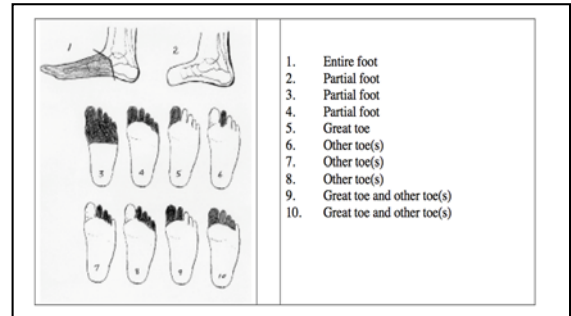 1
2
3
4
5
6
7
8
9
10
1. Entire foot
2. Partial foot
3. Partial foot
4. Partial foot
5. Great toe
6. Other toe(s)
7. Other toe(s)
8. Other toe(s)
9. Great toe and other toe(s)
10. Great toe and other toe(s)